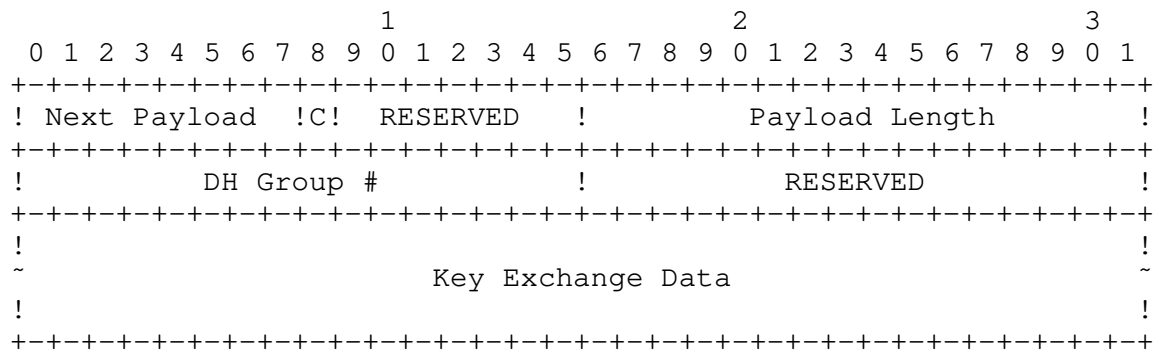 1                   2                   3
 0 1 2 3 4 5 6 7 8 9 0 1 2 3 4 5 6 7 8 9 0 1 2 3 4 5 6 7 8 9 0 1
+-+-+-+-+-+-+-+-+-+-+-+-+-+-+-+-+-+-+-+-+-+-+-+-+-+-+-+-+-+-+-+-+
! Next Payload  !C!  RESERVED   !         Payload Length        !
+-+-+-+-+-+-+-+-+-+-+-+-+-+-+-+-+-+-+-+-+-+-+-+-+-+-+-+-+-+-+-+-+
!          DH Group #           !           RESERVED            !
+-+-+-+-+-+-+-+-+-+-+-+-+-+-+-+-+-+-+-+-+-+-+-+-+-+-+-+-+-+-+-+-+
!                                                               !
~                       Key Exchange Data                       ~
!                                                               !
+-+-+-+-+-+-+-+-+-+-+-+-+-+-+-+-+-+-+-+-+-+-+-+-+-+-+-+-+-+-+-+-+